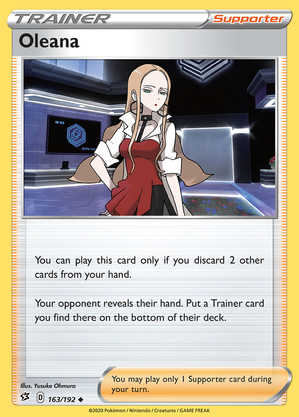 TRAINER Supporter
Oleana
You can play this card only if you discard 2 other
cards from your hand.
Your opponent reveals their hand. Put a Trainer card
you find there on the bottom of their deck.
Illus. Yusuke Ohmura
D 163/192 ◆
You may play only 1 Supporter card during
your turn.
©2020 Pokémon / Nintendo / Creatures / GAME FREAK